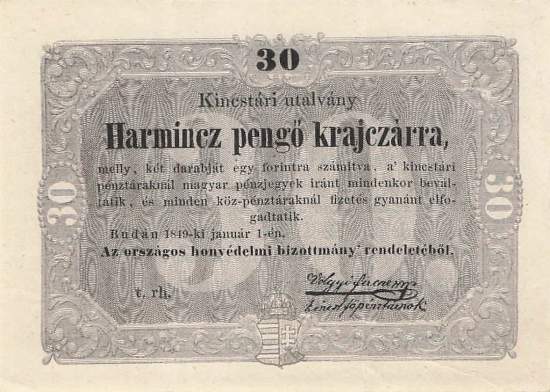 30
Kincstári utalvány
Harmincz pengő krajczárra,
melly, két darabját egy forintra számítva, a' kincstári
pénztáraknál magyar pénzjegyek iránt mindenkor bevál-
tatik, és minden köz-pénztáraknál fizetés gyanánt elfo-
gadtatik.
Budán 1849-ki január 1-én.
Az országos honvédelmi bizottmány' rendeletéből.
t. rh.
30
30
30